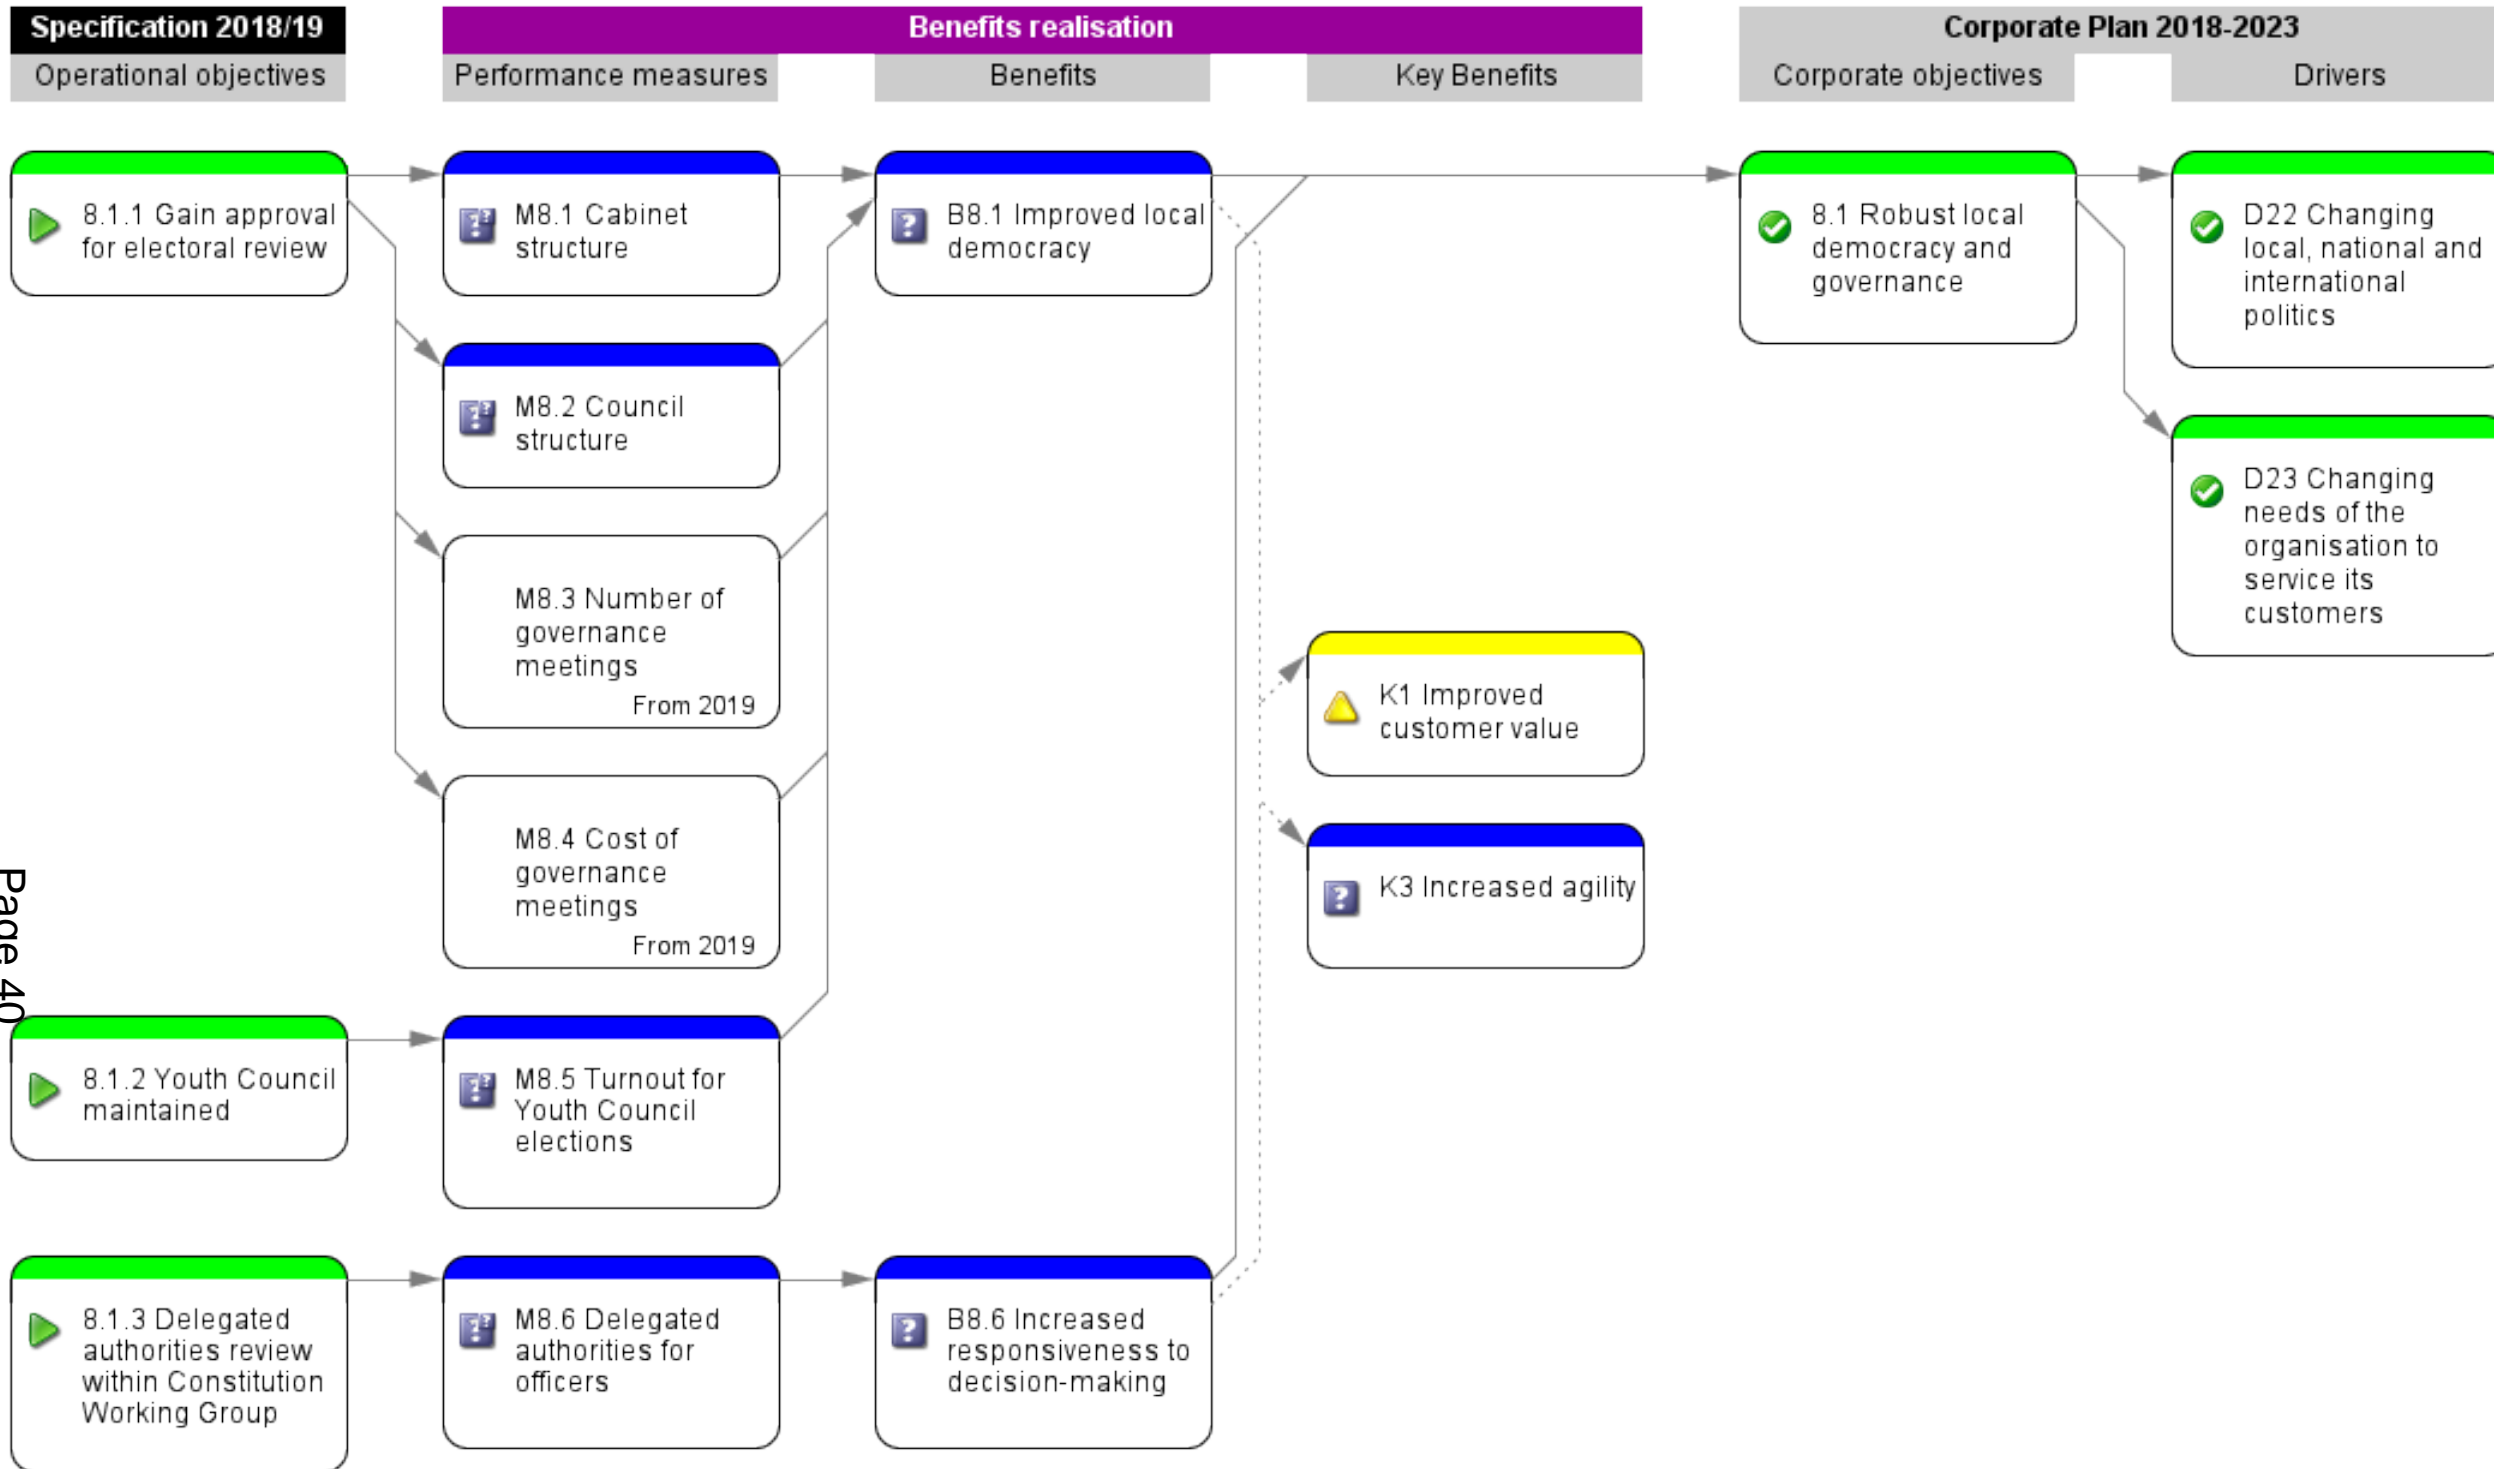 Specification 2018/19
Benefits realisation
Corporate Plan 2018-2023
Operational objectives
Performance measures
Benefits
Key Benefits
Corporate objectives
Drivers
8.1.1 Gain approval
for electoral review
M8.1 Cabinet
structure
B8.1 Improved local
democracy
8.1 Robust local
democracy and
governance
D22 Changing
local, national and
international
politics
M8.2 Council
structure
D23 Changing
needs of the
organisation to
service its
customers
M8.3 Number of
governance
meetings
From 2019
K1 Improved
customer value
M8.4 Cost of
governance
meetings
From 2019
K3 Increased agility
Page 40
8.1.2 Youth Council
maintained
M8.5 Turnout for
Youth Council
elections
8.1.3 Delegated
authorities review
within Constitution
Working Group
M8.6 Delegated
authorities for
officers
B8.6 Increased
responsiveness to
decision-making